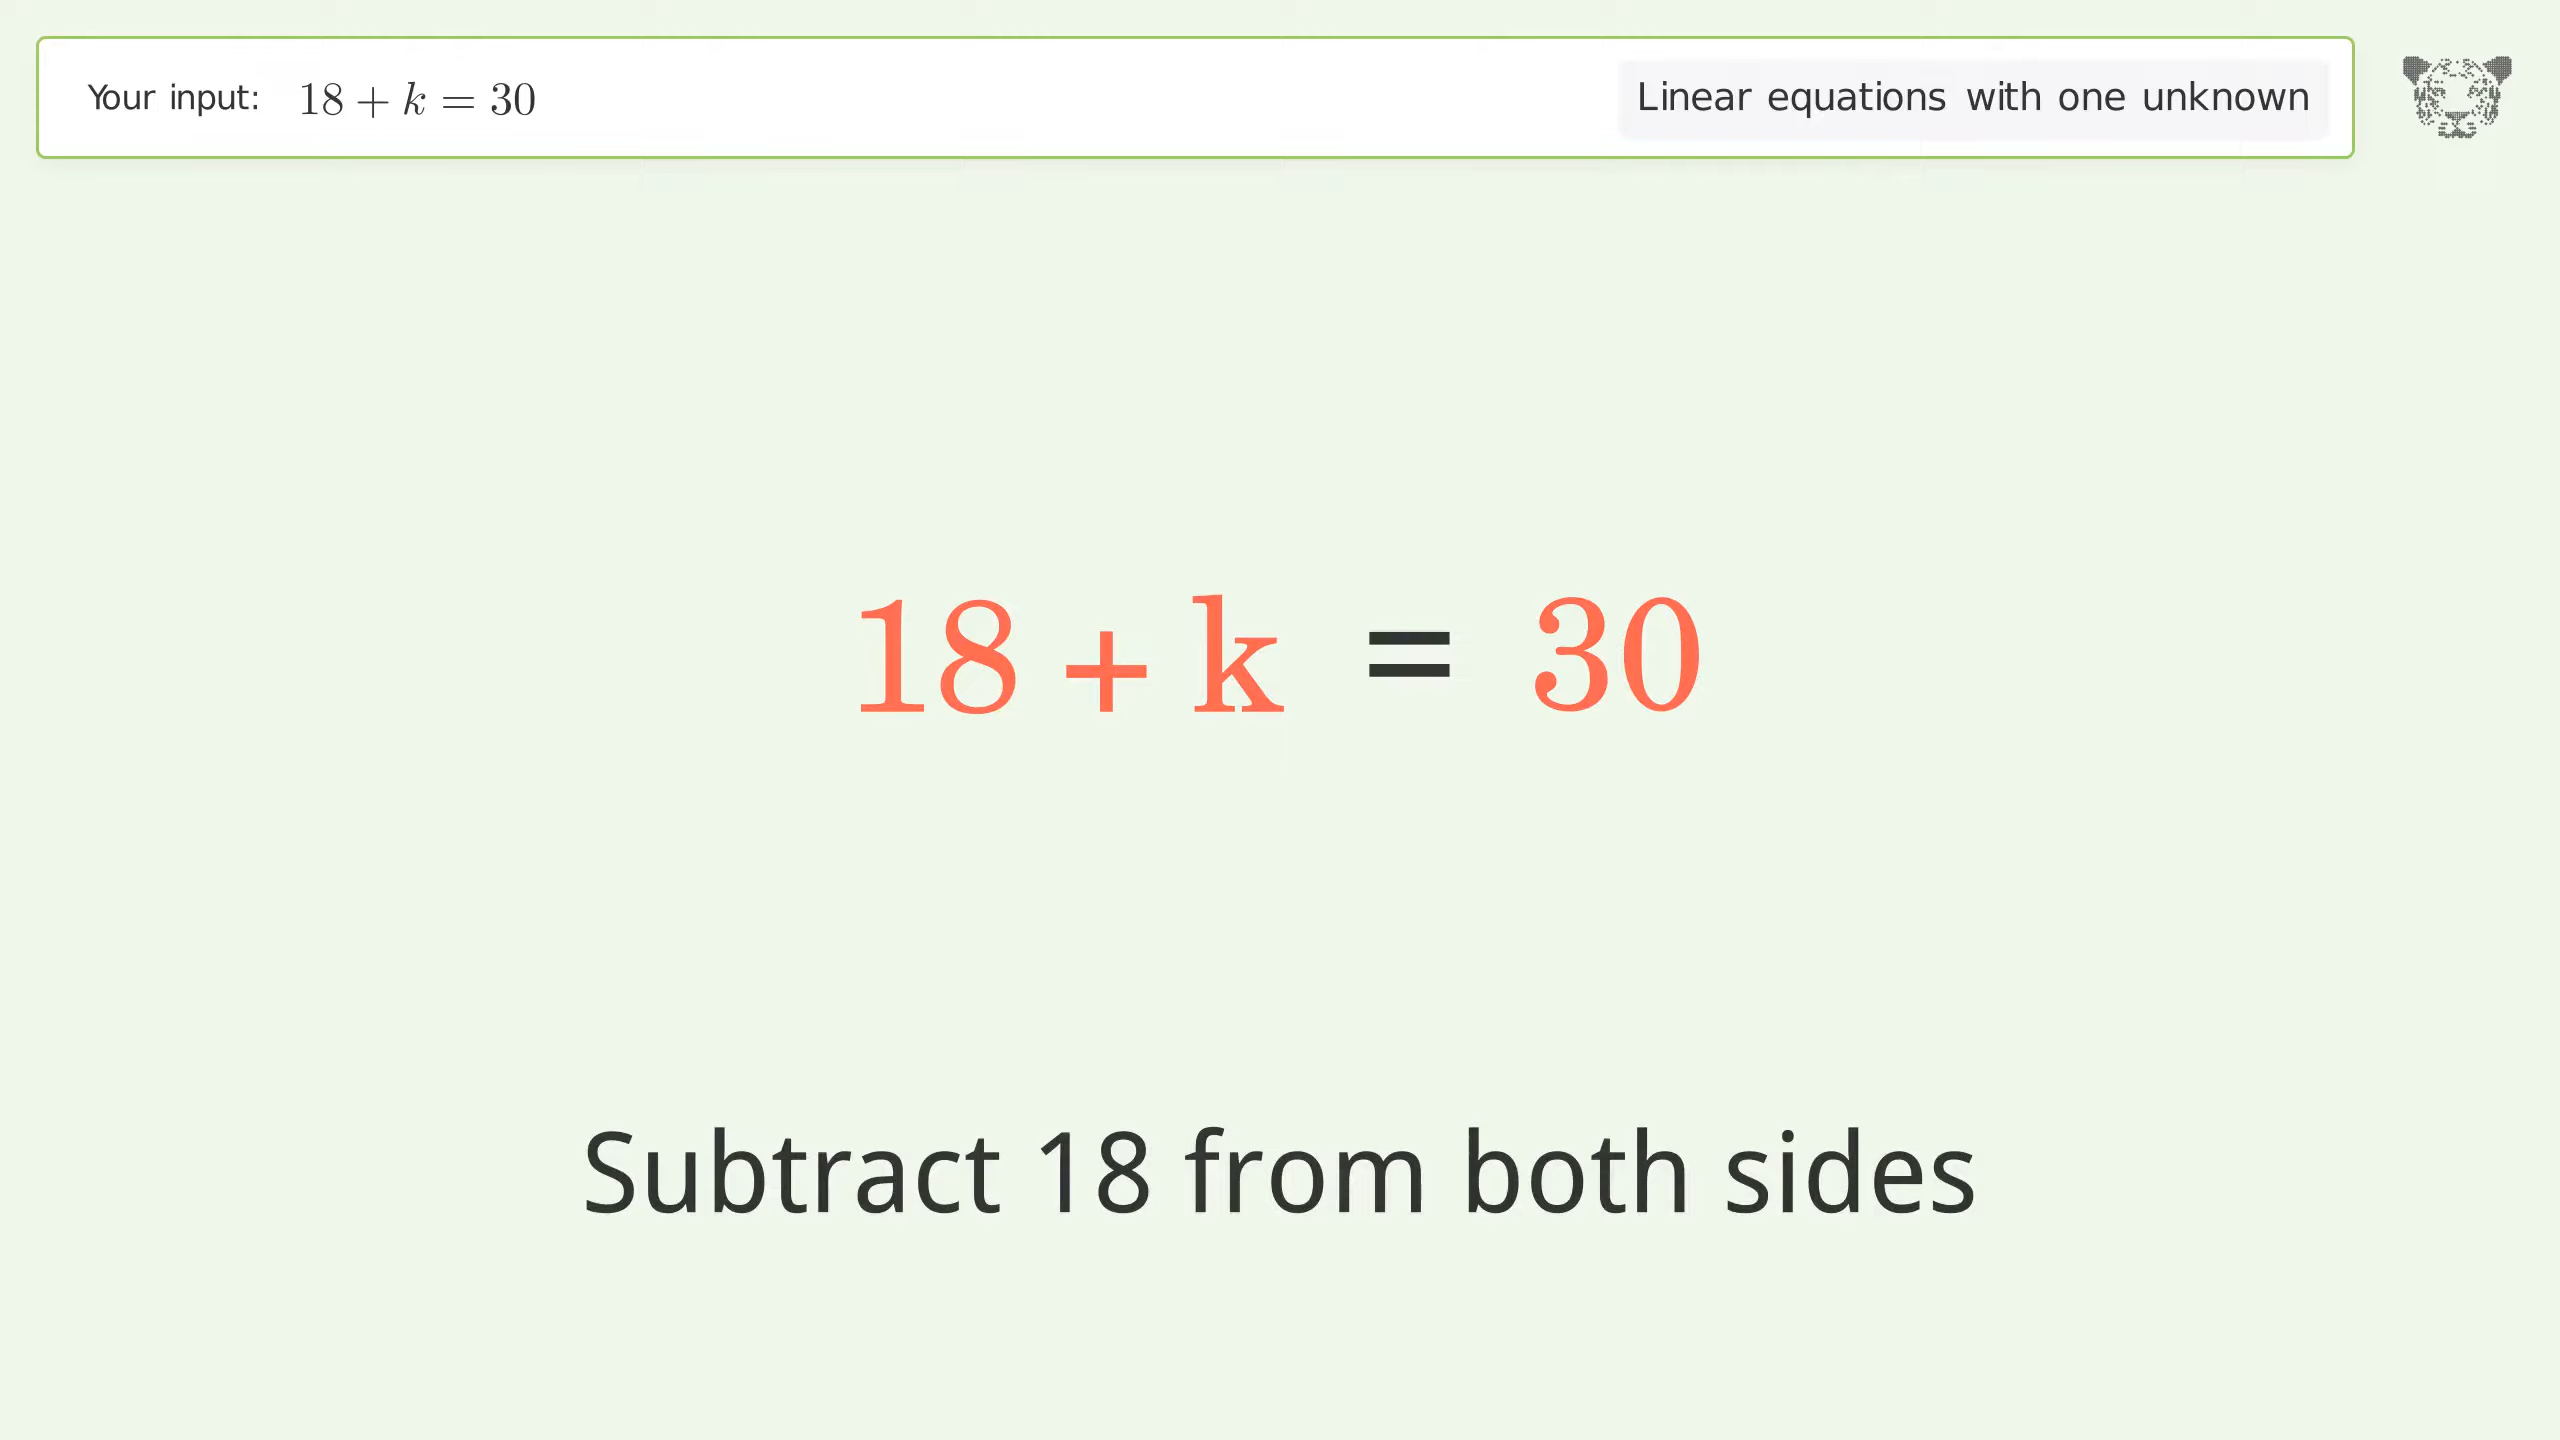 Your input: 18 + k = 30
Linear equations with one unknown
18 + k = 30
Subtract 18 from both sides